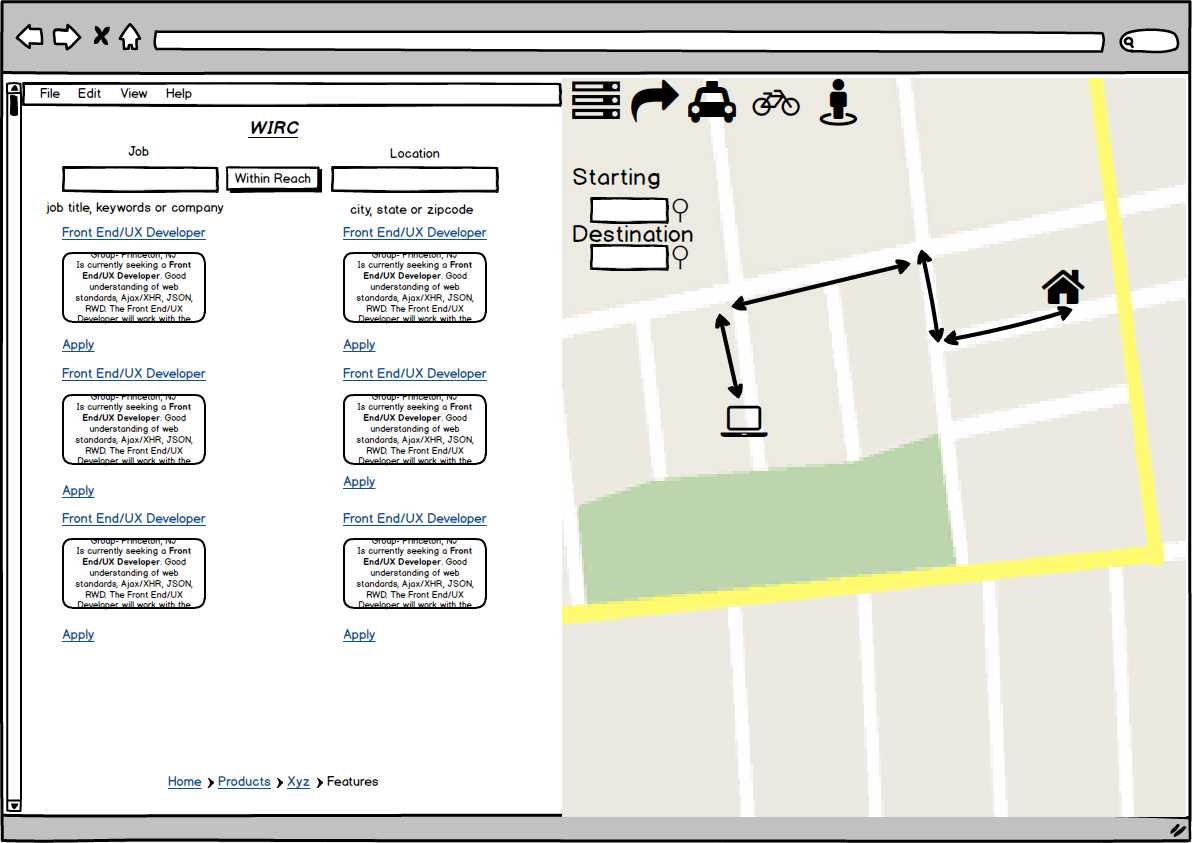 File Edit View Help
WIRC
Job
Location
Within Reach
job title, keywords or company
city, state or zipcode
Front End/UX Developer
Group- Princeton, NJ
Is currently seeking a Front
End/UX Developer. Good
understanding of web
standards, Ajax/XHR, JSON,
RWD. The Front End/UX
Developer will work with the
Apply
Front End/UX Developer
Group- Princeton, NJ
Is currently seeking a Front
End/UX Developer. Good
understanding of web
standards, Ajax/XHR, JSON,
RWD. The Front End/UX
Developer will work with the
Apply
Front End/UX Developer
Group- Princeton, NJ
Is currently seeking a Front
End/UX Developer. Good
understanding of web
standards, Ajax/XHR, JSON,
RWD. The Front End/UX
Developer will work with the
Apply
Front End/UX Developer
Group- Princeton, NJ
Is currently seeking a Front
End/UX Developer. Good
understanding of web
standards, Ajax/XHR, JSON,
RWD. The Front End/UX
Developer will work with the
Apply
Front End/UX Developer
Group- Princeton, NJ
Is currently seeking a Front
End/UX Developer. Good
understanding of web
standards, Ajax/XHR, JSON,
RWD. The Front End/UX
Developer will work with the
Apply
Front End/UX Developer
Group- Princeton, NJ
Is currently seeking a Front
End/UX Developer. Good
understanding of web
standards, Ajax/XHR, JSON,
RWD. The Front End/UX
Developer will work with the
Apply
Home Products Xyz Features
Starting
Destination